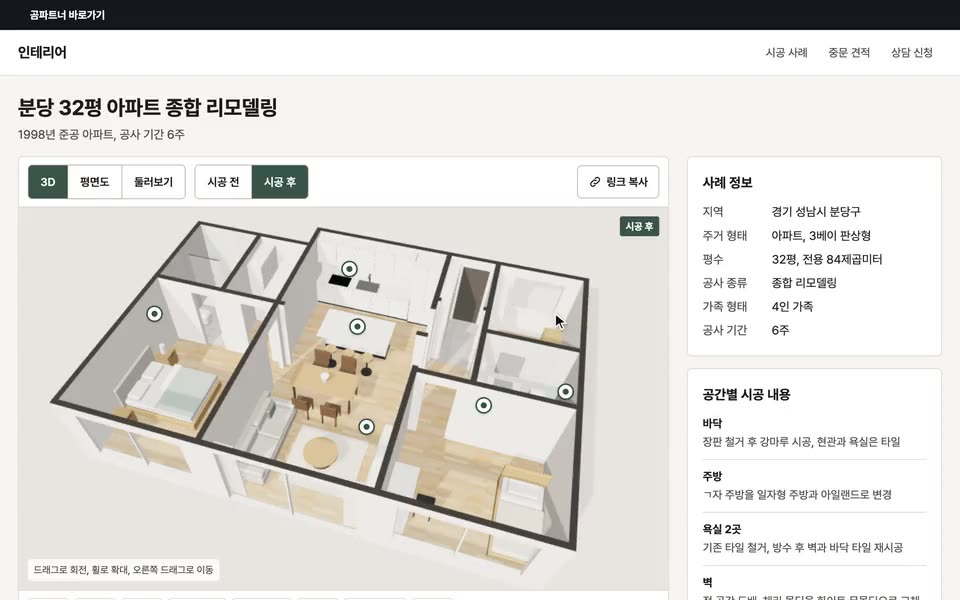 곰파트너 바로가기
인테리어
시공 사례
중문 견적
상담 신청
분당 32평 아파트 종합 리모델링
1998년 준공 아파트, 공사 기간 6주
3D
평면도
둘러보기
시공 전
시공 후
링크 복사
시공 후
드래그로 회전, 휠로 확대, 오른쪽 드래그로 이동
사례 정보
지역 경기 성남시 분당구
주거 형태 아파트, 3베이 판상형
평수 32평, 전용 84제곱미터
공사 종류 종합 리모델링
가족 형태 4인 가족
공사 기간 6주
공간별 시공 내용
바닥
장판 철거 후 강마루 시공, 현관과 욕실은 타일
주방
ㄱ자 주방을 일자형 주방과 아일랜드로 변경
욕실 2곳
기존 타일 철거, 방수 후 벽과 바닥 타일 재시공
벽